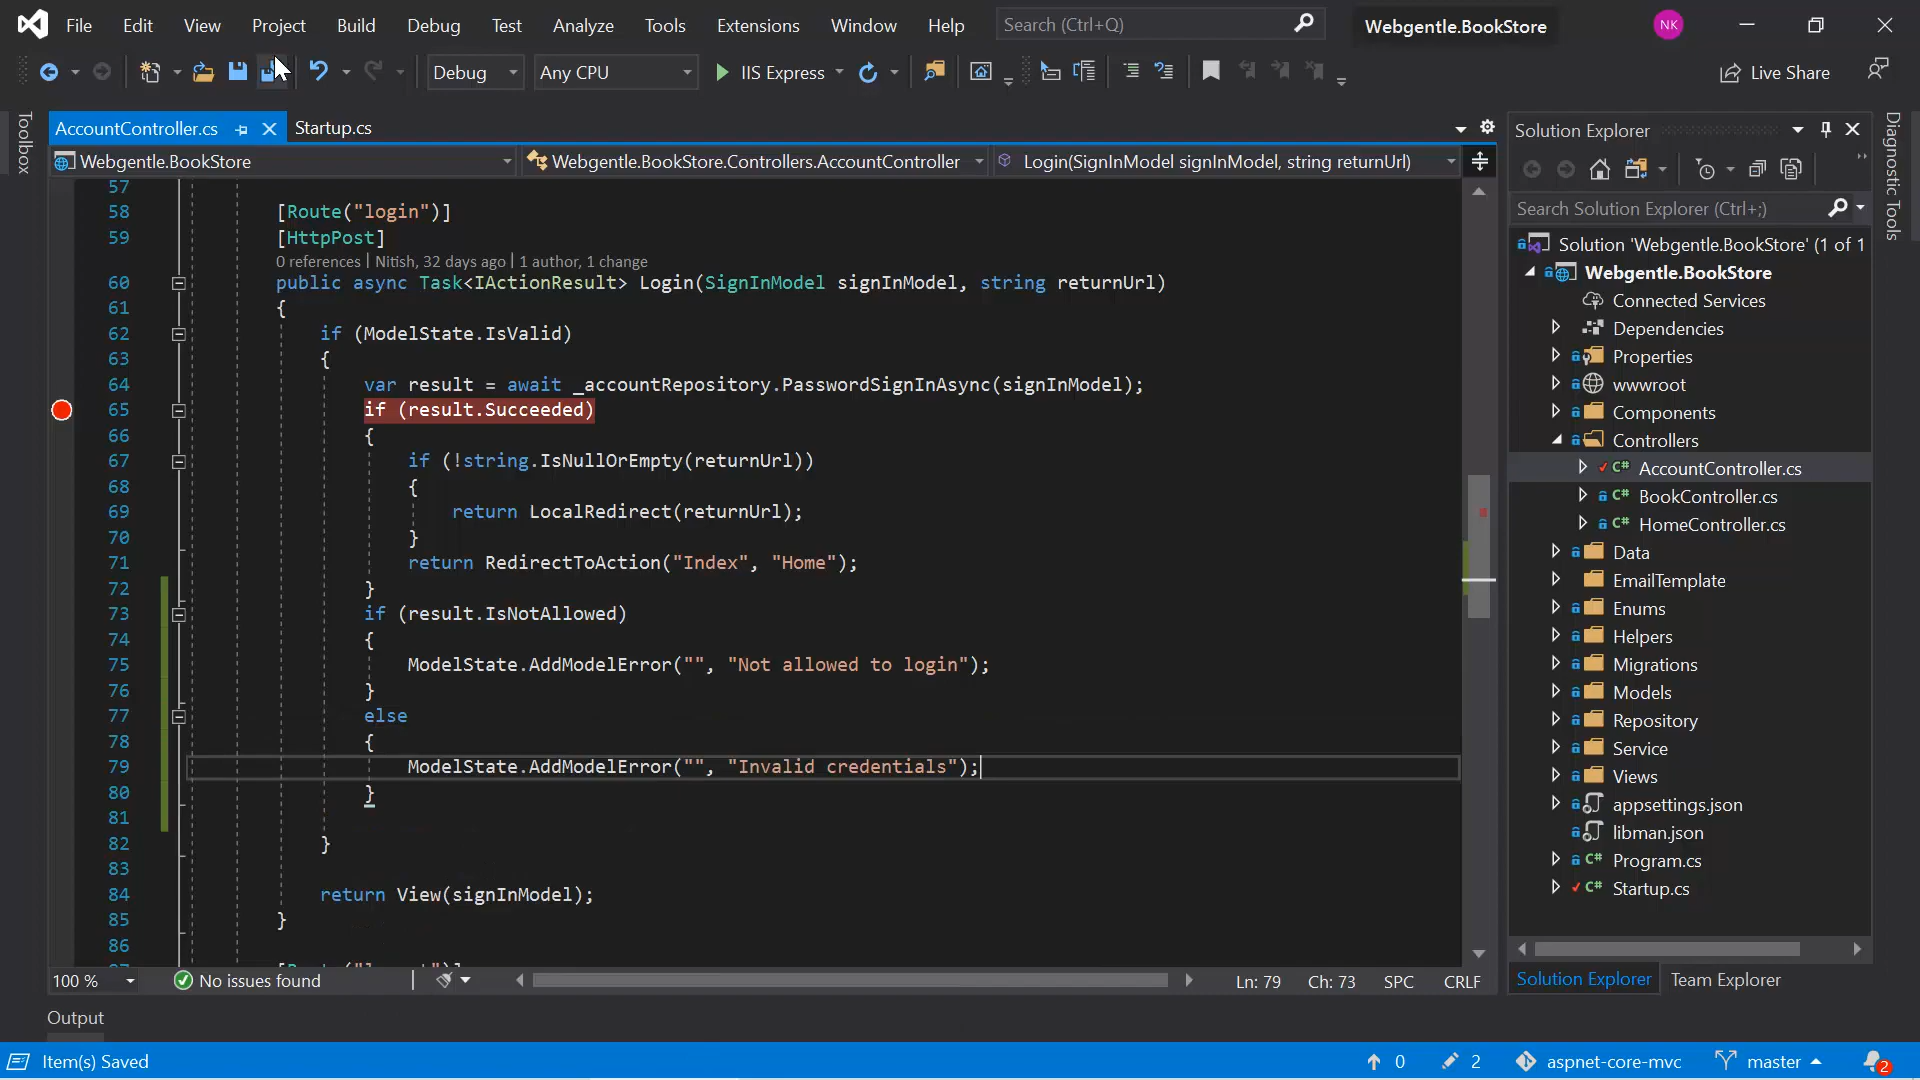 File Edit View Project Build Debug Test Analyze Tools Extensions Window Help Search (Ctrl+Q) Webgentle.BookStore NK
Debug Any CPU IIS Express Live Share
Toolbox
AccountController.cs Startup.cs
Webgentle.BookStore Webgentle.BookStore.Controllers.AccountController Login(SignInModel signInModel, string returnUrl)
57
58 [Route("login")]
59 [HttpPost]
0 references | Nitish, 32 days ago | 1 author, 1 change
60 public async Task<IActionResult> Login(SignInModel signInModel, string returnUrl)
61 {
62 if (ModelState.IsValid)
63 {
64 var result = await _accountRepository.PasswordSignInAsync(signInModel);
65 if (result.Succeeded)
66 {
67 if (!string.IsNullOrEmpty(returnUrl))
68 {
69 return LocalRedirect(returnUrl);
70 }
71 return RedirectToAction("Index", "Home");
72 }
73 if (result.IsNotAllowed)
74 {
75 ModelState.AddModelError("", "Not allowed to login");
76 }
77 else
78 {
79 ModelState.AddModelError("", "Invalid credentials");
80 }
81
82 }
83
84 return View(signInModel);
85 }
86
100 % No issues found Ln: 79 Ch: 73 SPC CRLF
Output
Solution Explorer
Search Solution Explorer (Ctrl+;)
Solution 'Webgentle.BookStore' (1 of 1
Webgentle.BookStore
Connected Services
Dependencies
Properties
wwwroot
Components
Controllers
AccountController.cs
BookController.cs
HomeController.cs
Data
EmailTemplate
Enums
Helpers
Migrations
Models
Repository
Service
Views
appsettings.json
libman.json
Program.cs
Startup.cs
Solution Explorer Team Explorer
Diagnostic Tools
Item(s) Saved 0 2 aspnet-core-mvc master 2